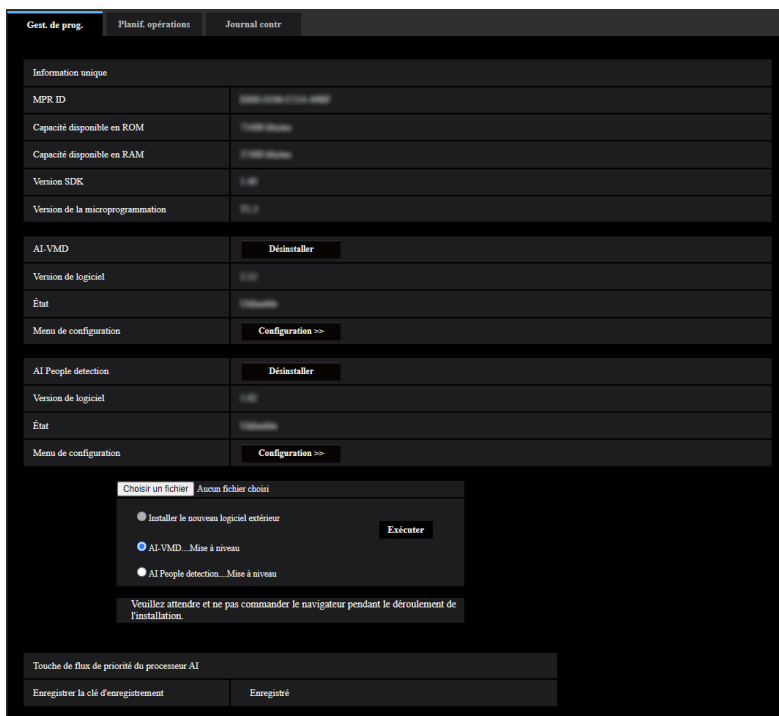 Gest. de prog. Planif. opérations Journal contr
Information unique
MPR ID
Capacité disponible en ROM
Capacité disponible en RAM
Version SDK
Version de la microprogrammation
AI-VMD Désinstaller
Version de logiciel
État
Menu de configuration Configuration >>
AI People detection Désinstaller
Version de logiciel
État
Menu de configuration Configuration >>
Choisir un fichier Aucun fichier choisi
Installer le nouveau logiciel extérieur
Exécuter
AI-VMD....Mise à niveau
AI People detection....Mise à niveau
Veuillez attendre et ne pas commander le navigateur pendant le déroulement de
l'installation.
Touche de flux de priorité du processeur AI
Enregistrer la clé d'enregistrement Enregistré